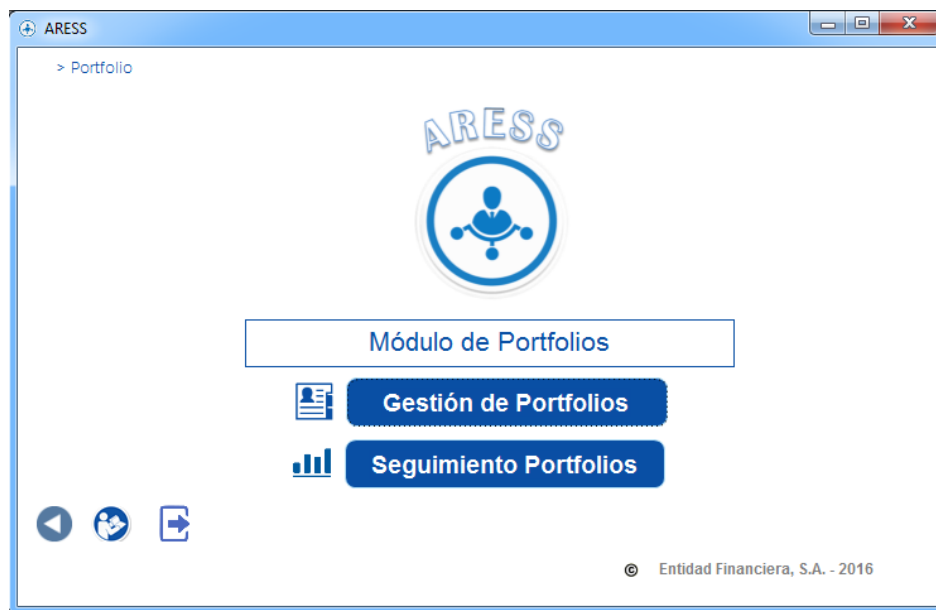 ARESS
> Portfolio
ARESS
Módulo de Portfolios
Gestión de Portfolios
Seguimiento Portfolios
© Entidad Financiera, S.A. - 2016